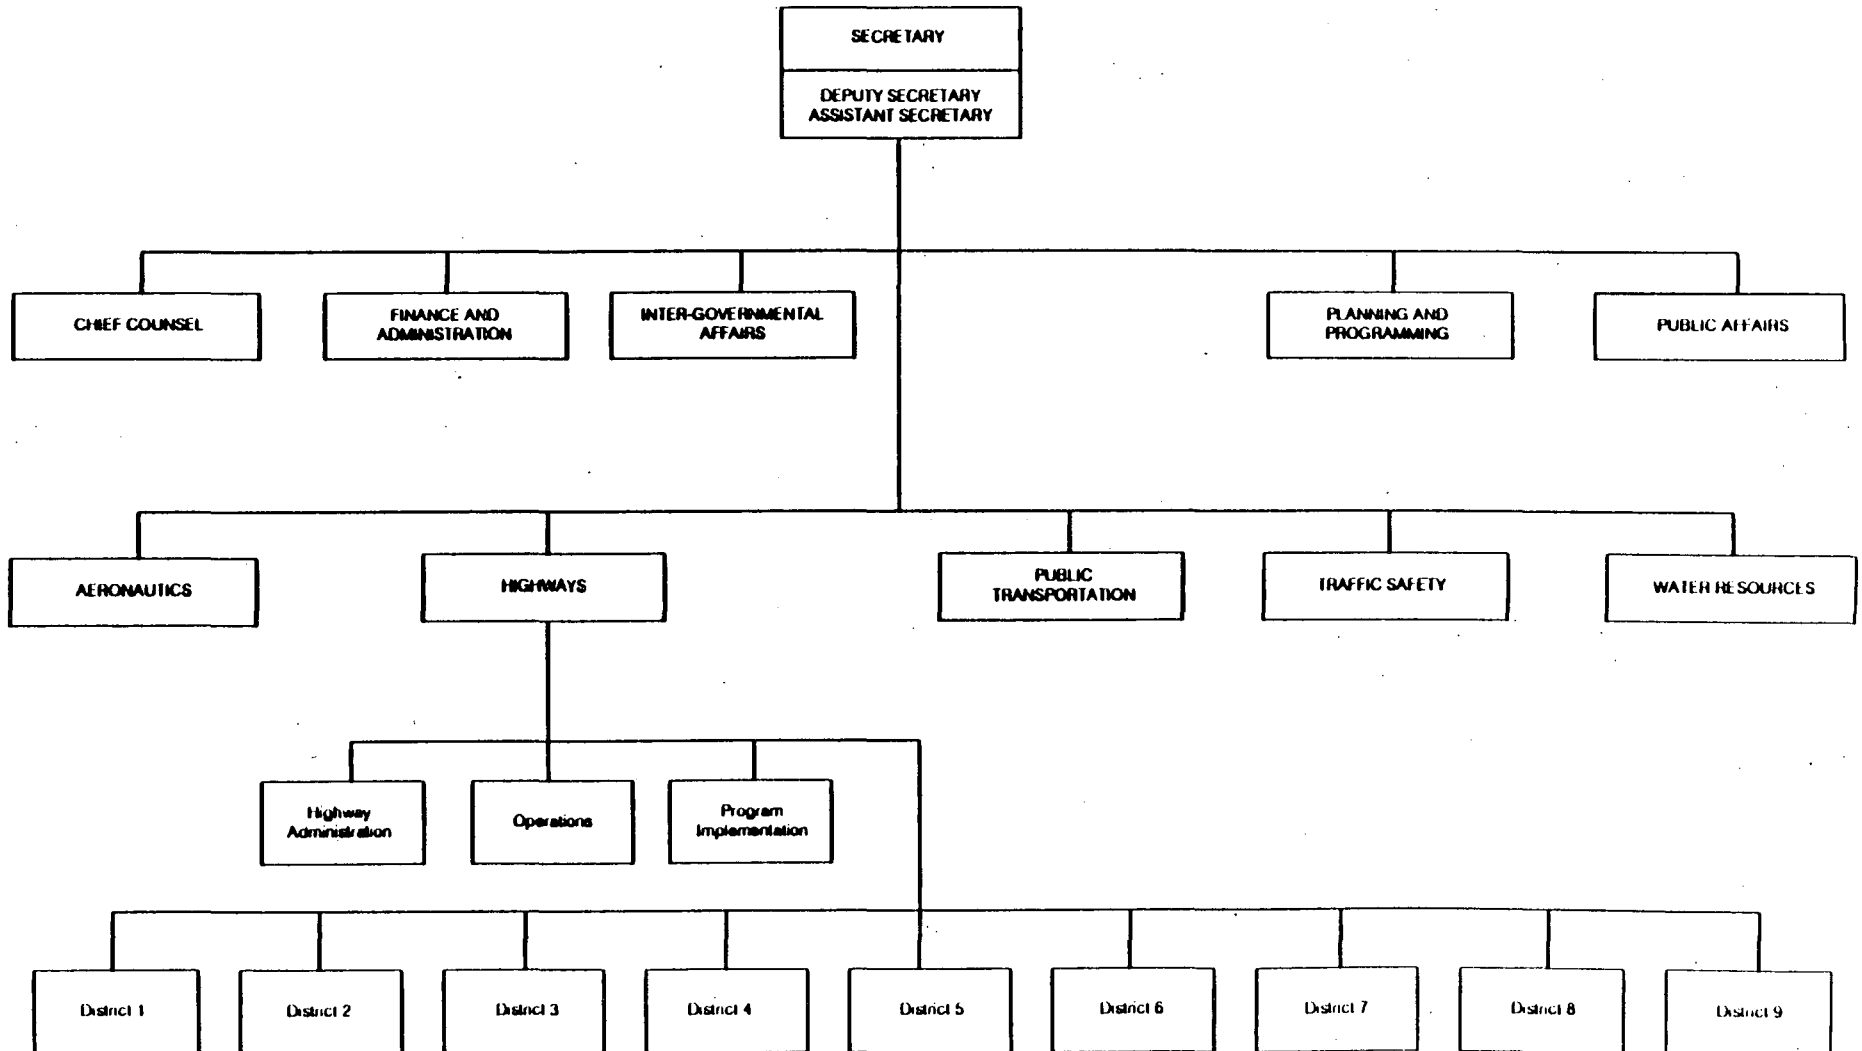 SECRETARY
DEPUTY SECRETARY
ASSISTANT SECRETARY
CHIEF COUNSEL
FINANCE AND
ADMINISTRATION
INTER-GOVERNMENTAL
AFFAIRS
PLANNING AND
PROGRAMMING
PUBLIC AFFAIRS
AERONAUTICS
HIGHWAYS
PUBLIC
TRANSPORTATION
TRAFFIC SAFETY
WATER RESOURCES
Highway
Administration
Operations
Program
Implementation
District 1
District 2
District 3
District 4
District 5
District 6
District 7
District 8
District 9